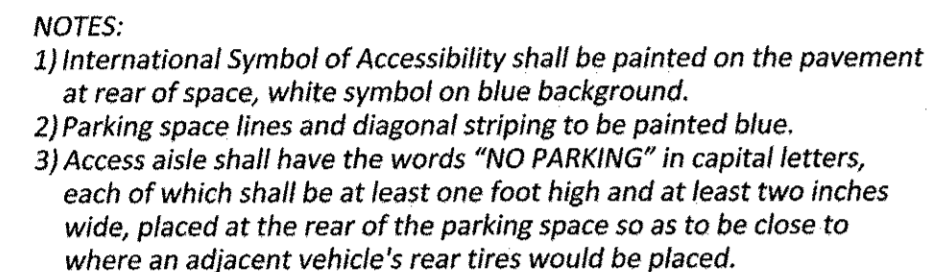 NOTES:
1) International Symbol of Accessibility shall be painted on the pavement
at rear of space, white symbol on blue background.
2) Parking space lines and diagonal striping to be painted blue.
3) Access aisle shall have the words “NO PARKING” in capital letters,
each of which shall be at least one foot high and at least two inches
wide, placed at the rear of the parking space so as to be close to
where an adjacent vehicle's rear tires would be placed.